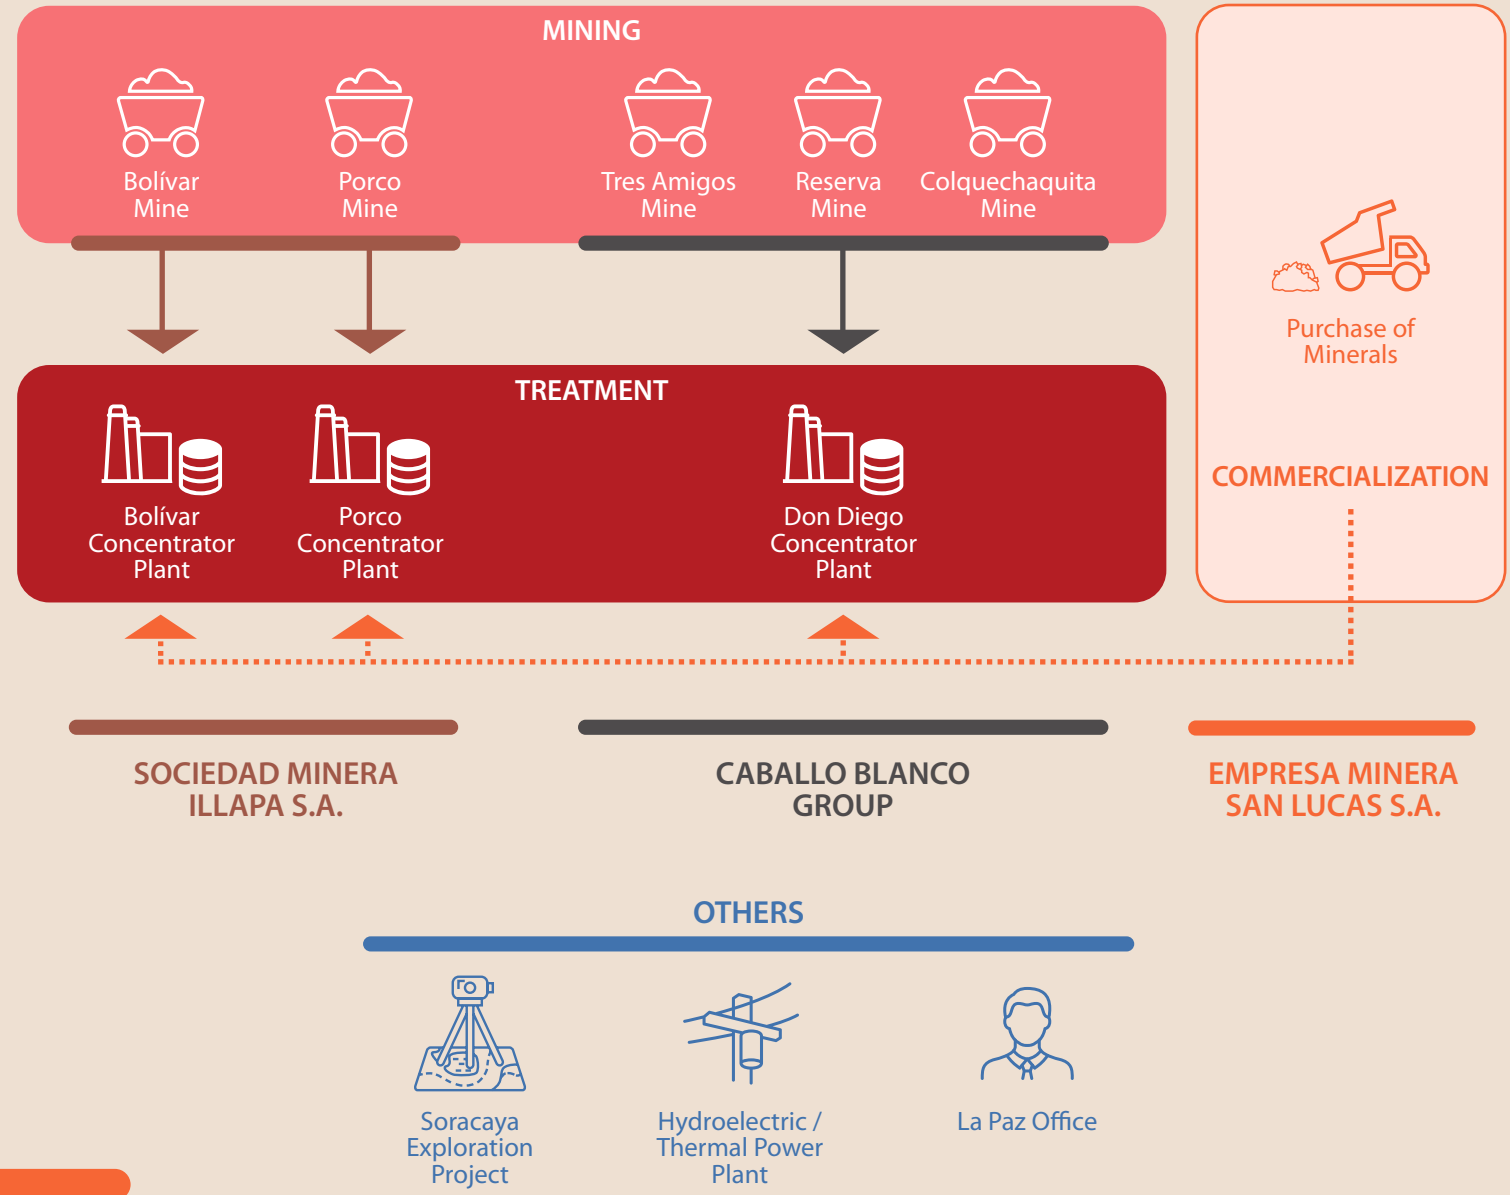 MINING
Bolívar
Mine
Porco
Mine
Tres Amigos
Mine
Reserva
Mine
Colquechaquita
Mine
Purchase of
Minerals
COMMERCIALIZATION
TREATMENT
Bolívar
Concentrator
Plant
Porco
Concentrator
Plant
Don Diego
Concentrator
Plant
SOCIEDAD MINERA
ILLAPA S.A.
CABALLO BLANCO
GROUP
EMPRESA MINERA
SAN LUCAS S.A.
OTHERS
Soracaya
Exploration
Project
Hydroelectric /
Thermal Power
Plant
La Paz Office